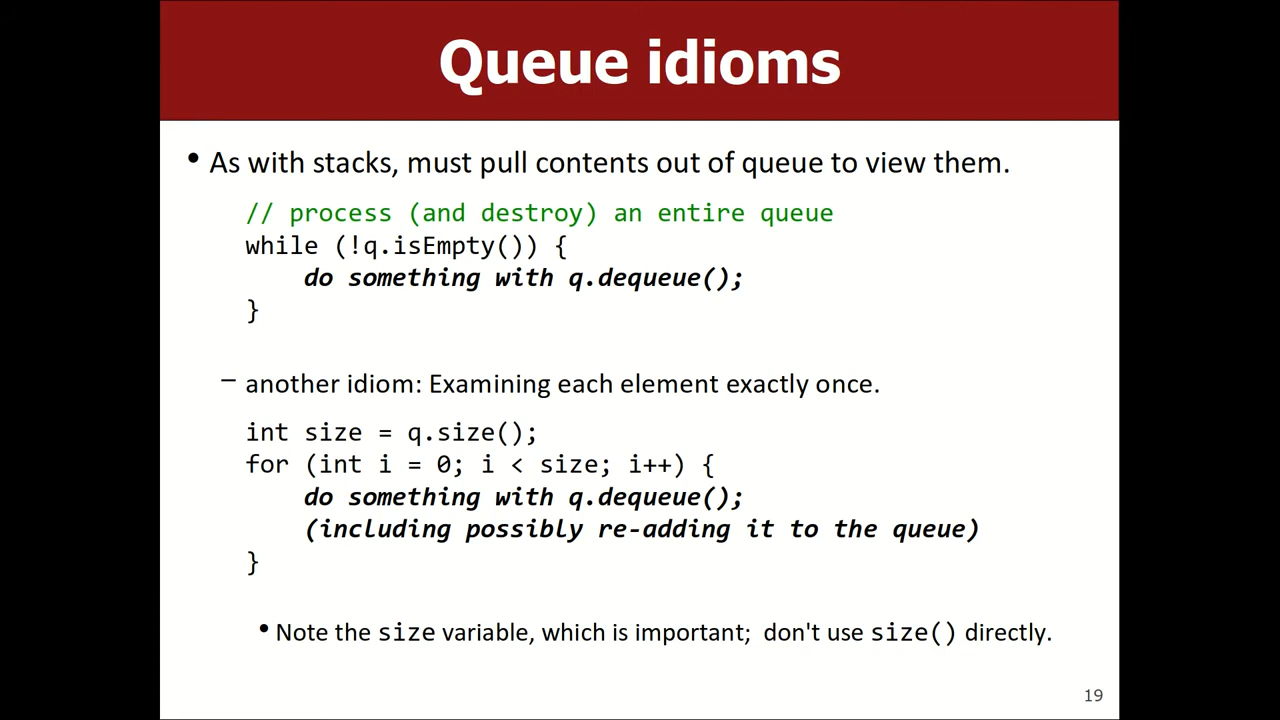 Queue idioms
• As with stacks, must pull contents out of queue to view them.
// process (and destroy) an entire queue
while (!q.isEmpty()) {
do something with q.dequeue();
}
– another idiom: Examining each element exactly once.
int size = q.size();
for (int i = 0; i < size; i++) {
do something with q.dequeue();
(including possibly re-adding it to the queue)
}
• Note the size variable, which is important;  don't use size() directly.
19